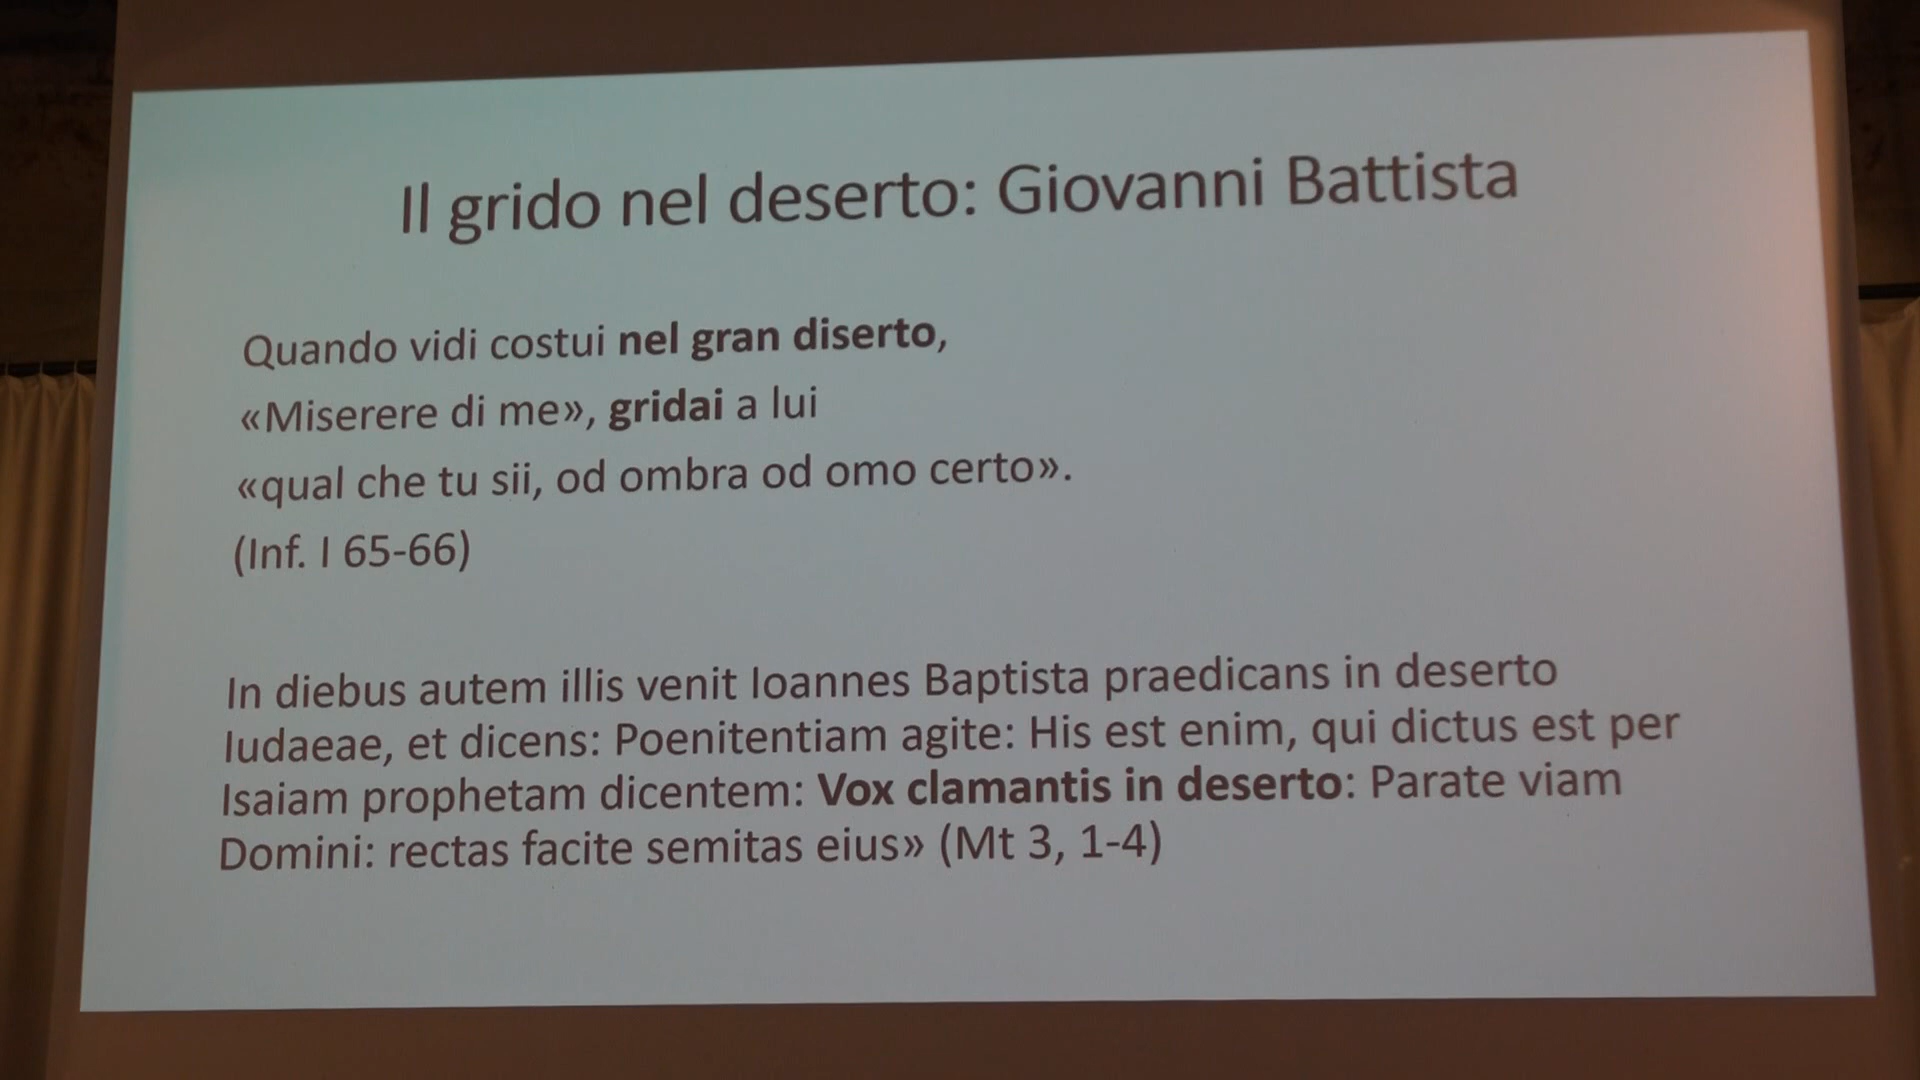 Il grido nel deserto: Giovanni Battista
Quando vidi costui nel gran diserto,
«Miserere di me», gridai a lui
«qual che tu sii, od ombra od omo certo».
(Inf. I 65-66)
In diebus autem illis venit Ioannes Baptista praedicans in deserto
Iudaeae, et dicens: Poenitentiam agite: His est enim, qui dictus est per
Isaiam prophetam dicentem: Vox clamantis in deserto: Parate viam
Domini: rectas facite semitas eius» (Mt 3, 1-4)